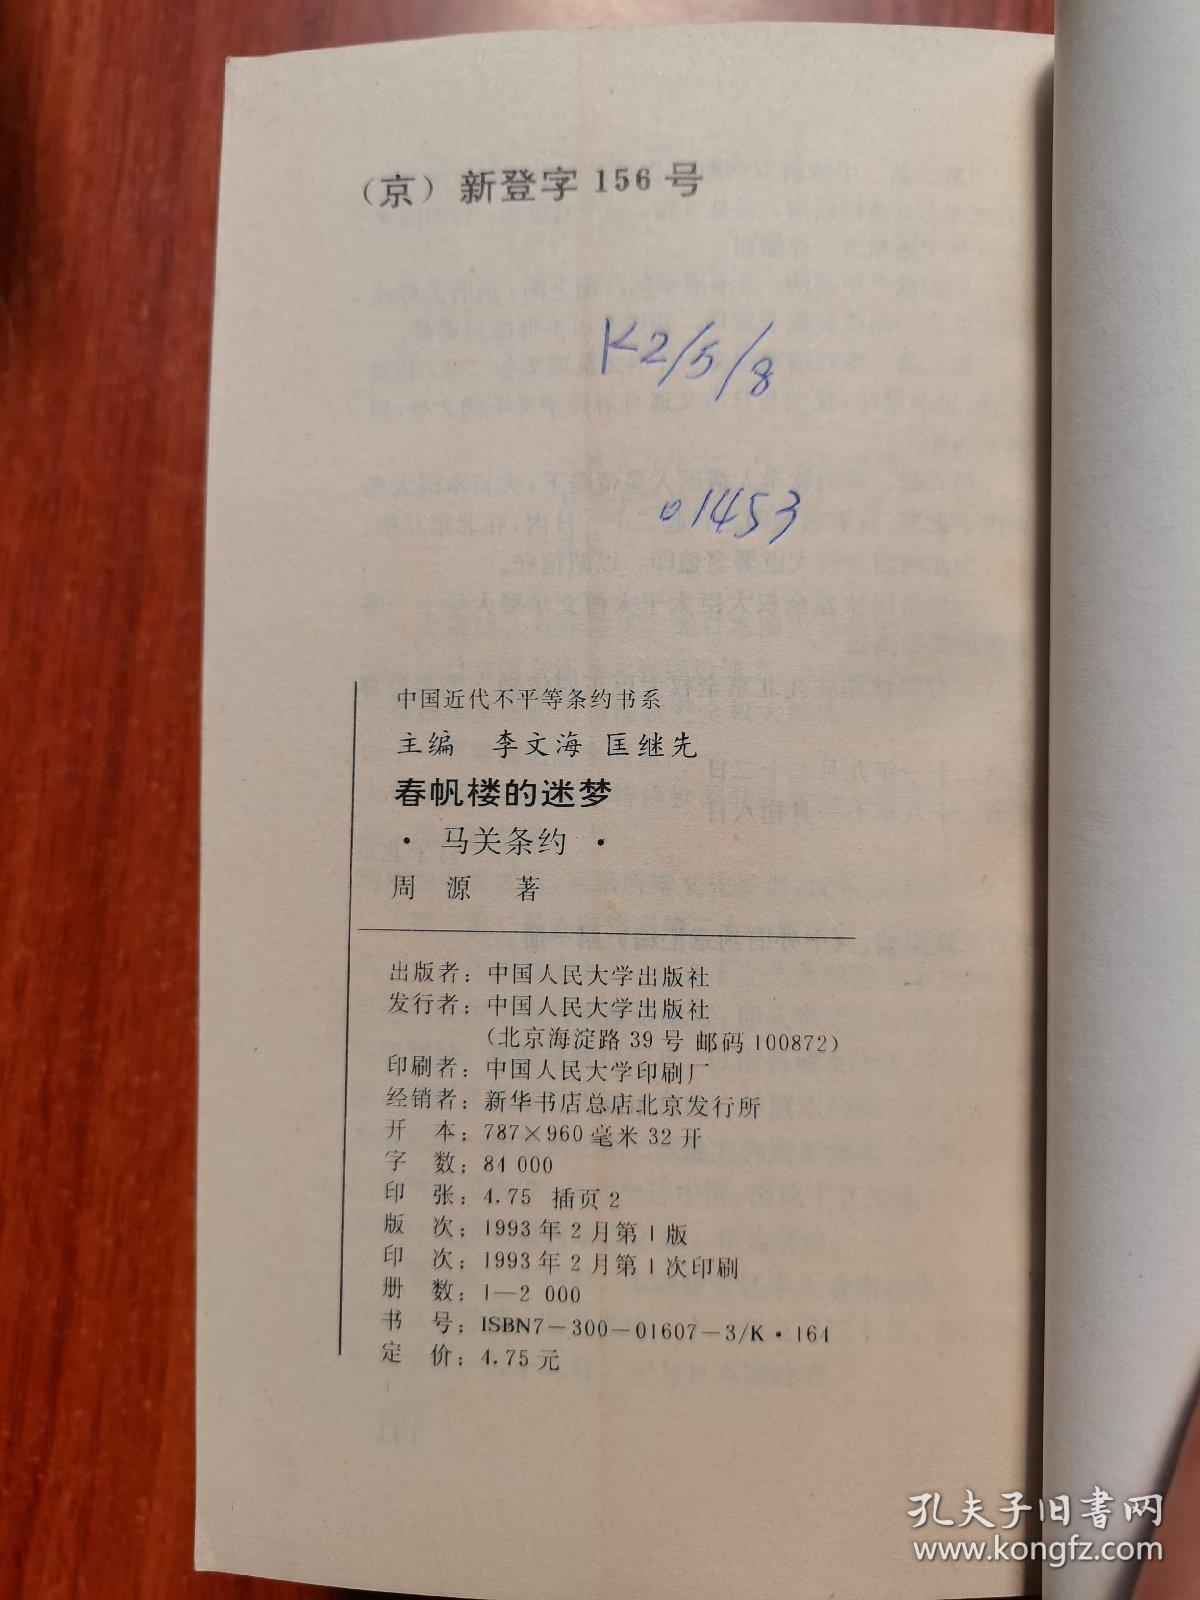 （京）新登字 156 号
K2/5/8
01453
中国近代不平等条约书系
主编 李文海 匡继先
春帆楼的迷梦
·马关条约·
周 源 著
出版者：中国人民大学出版社
发行者：中国人民大学出版社
（北京海淀路 39 号 邮码 100872）
印刷者：中国人民大学印刷厂
经销者：新华书店总店北京发行所
开 本：787×960 毫米 32 开
字 数：84 000
印 张：4.75 插页 2
版 次：1993 年 2 月第 1 版
印 次：1993 年 2 月第 1 次印刷
册 数：1—2 000
书 号：ISBN7－300－01607－3/K·164
定 价：4.75 元
孔夫子旧书网
www.kongfz.com